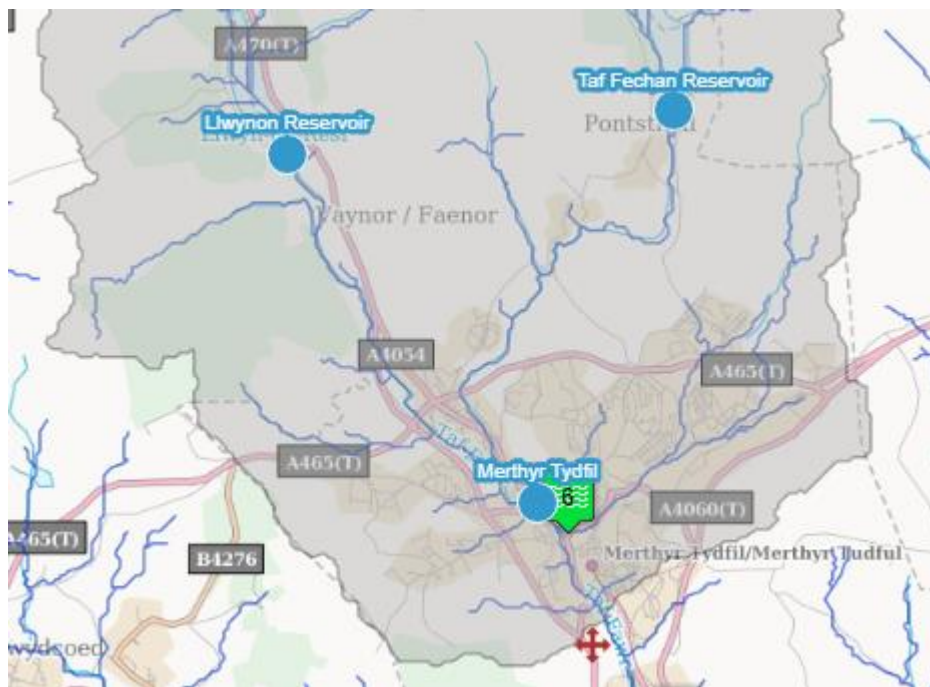 A470(T)
Taf Fechan Reservoir
Llwynon Reservoir
Vaynor / Faenor
A4054
A465(T)
A465(T)
Merthyr Tydfil
6
A4060(T)
A465(T)
B4276
Merthyr Tydfil/Merthyr Tudful
wydcoed